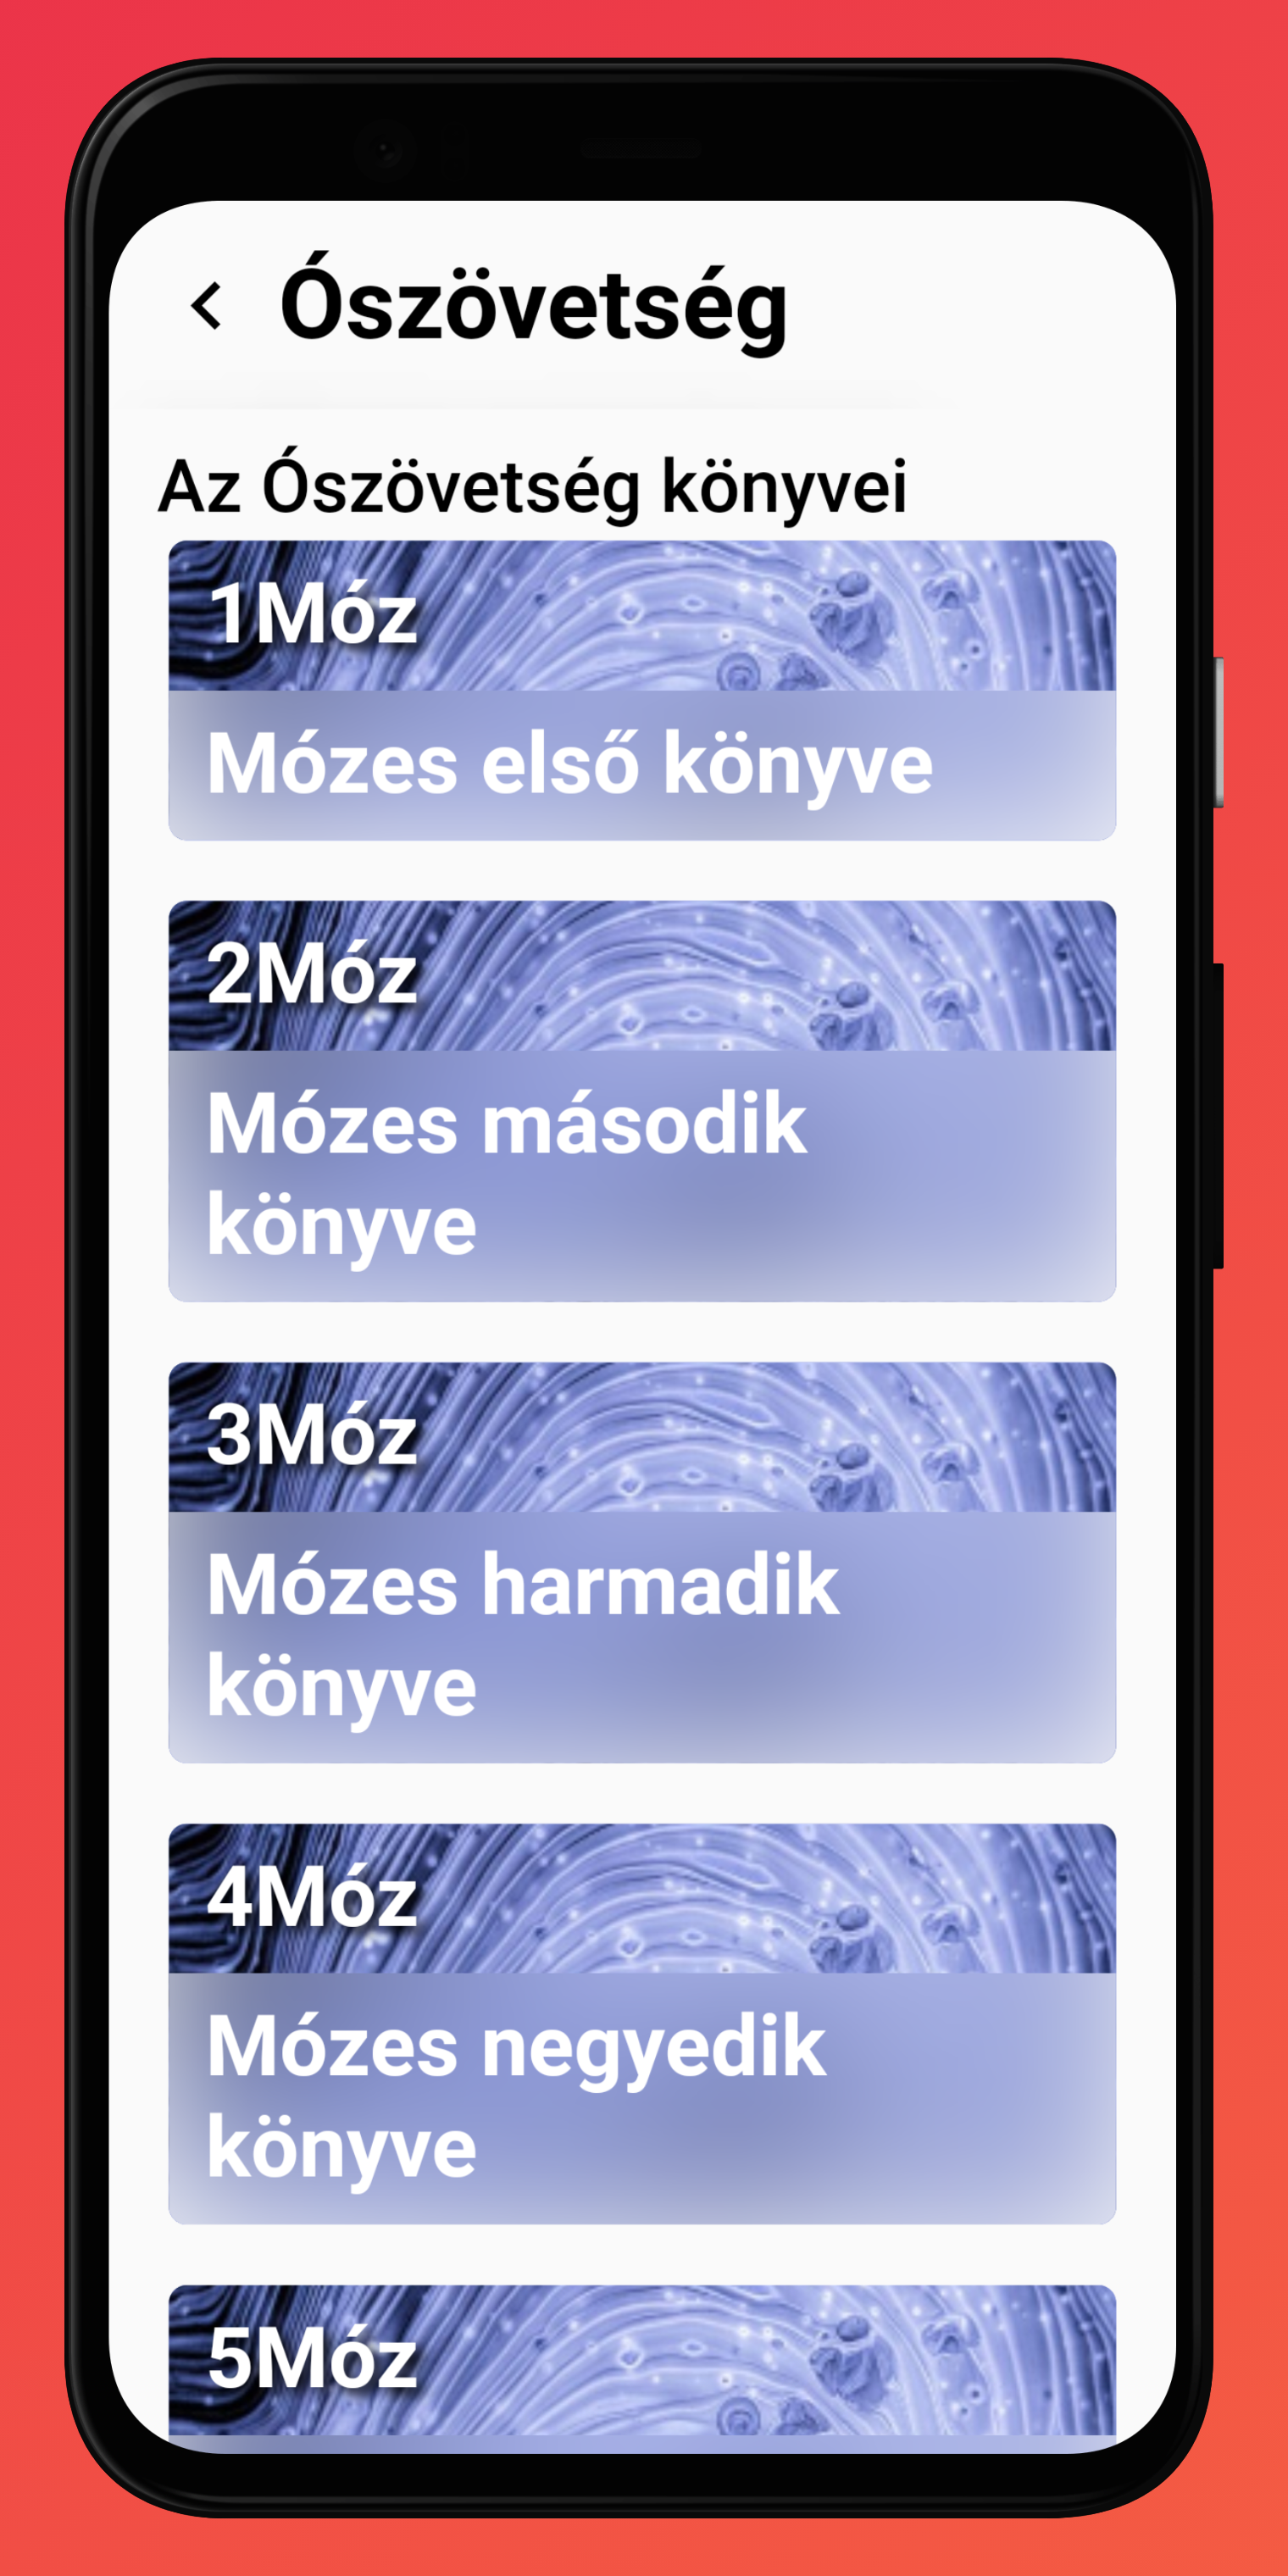 Ószövetség
Az Ószövetség könyvei
1Móz
Mózes első könyve
2Móz
Mózes második
könyve
3Móz
Mózes harmadik
könyve
4Móz
Mózes negyedik
könyve
5Móz